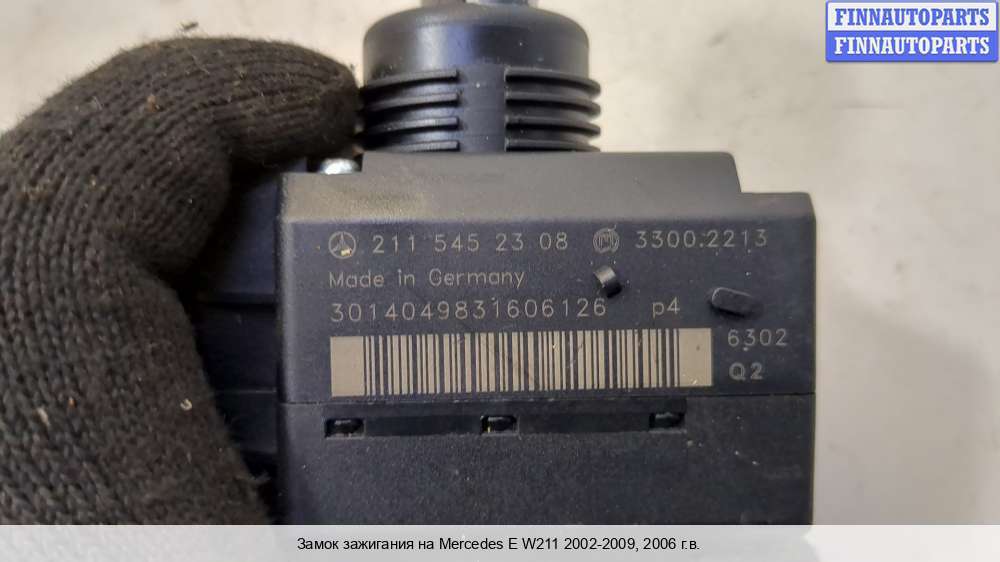 FINNAUTOPARTS
FINNAUTOPARTS
211 545 23 08 3300.2213
Made in Germany
3014049831606126 p4
6302
Q2
Замок зажигания на Mercedes E W211 2002-2009, 2006 г.в.